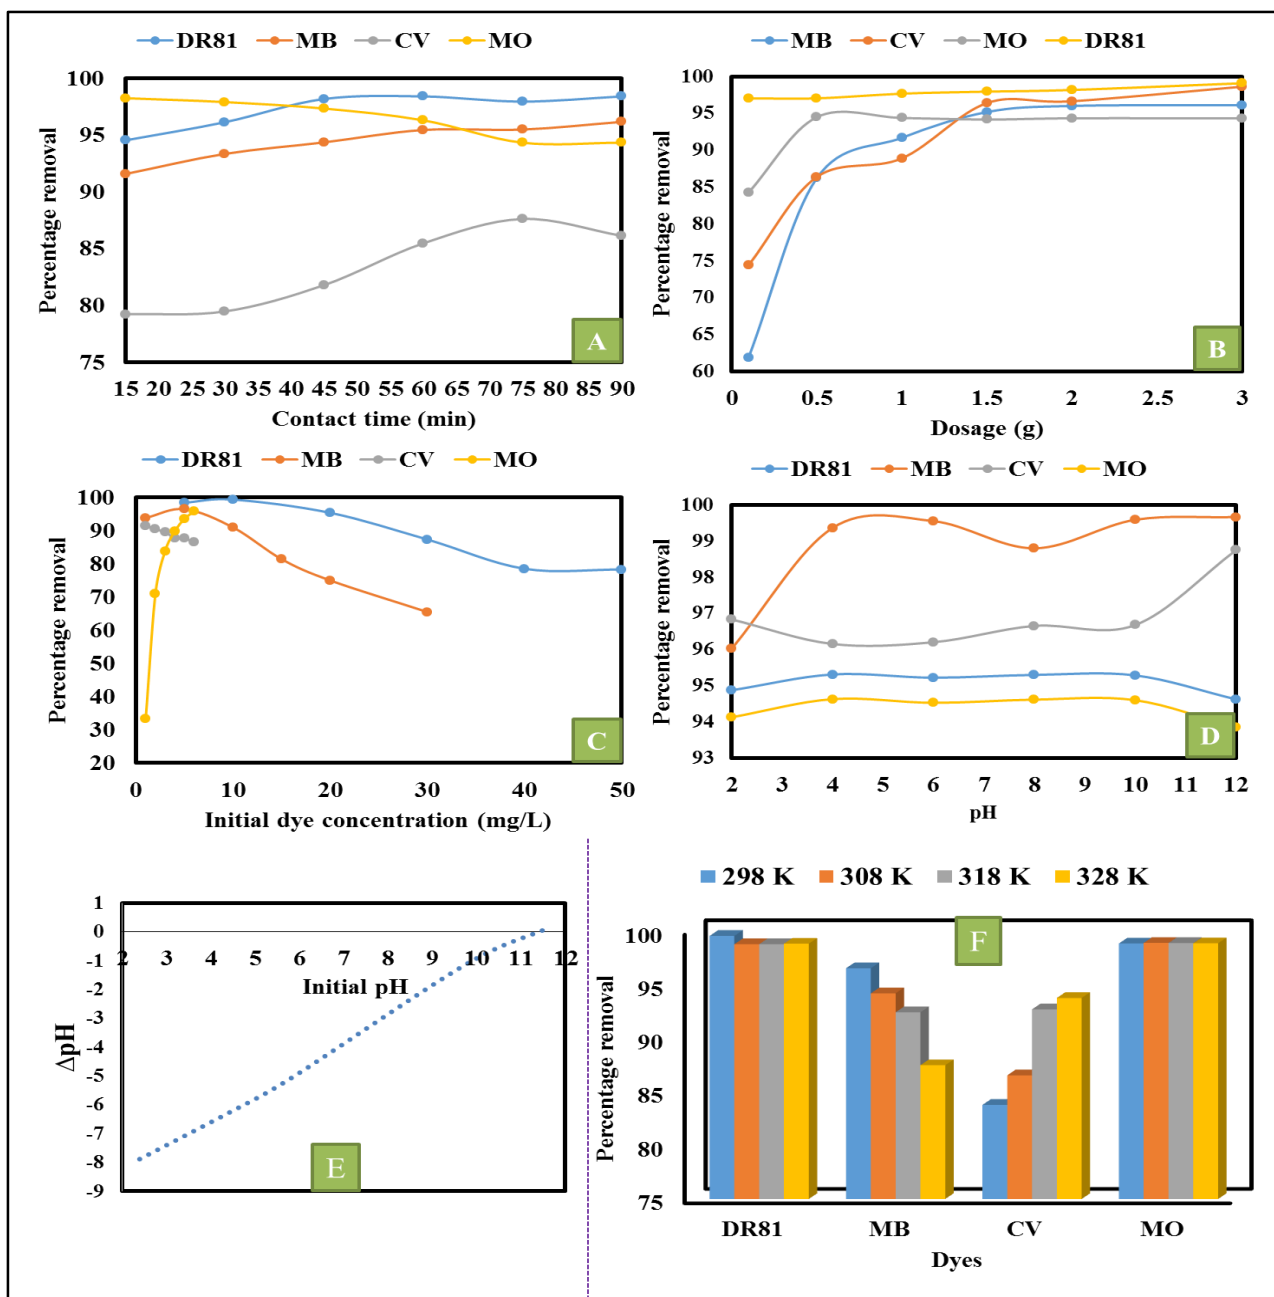 DR81 MB CV MO
100
95
90
85
80
75
Percentage removal
15 20 30 40 45 55 60 65 70 75 85 90
Contact time (min)
A
MB CV MO DR81
100
95
90
85
80
75
70
65
60
Percentage removal
0 0.5 1 1.5 2 2.5 3
Dosage (g)
B
DR81 MB CV MO
100
90
80
70
60
50
40
30
20
Percentage removal
0 10 20 30 40 50
Initial dye concentration (mg/L)
C
DR81 MB CV MO
100
99
98
97
96
95
94
93
Percentage removal
2 3 4 5 6 7 8 9 10 11 12
pH
D
1
0
-1
-2
-3
-4
-5
-6
-7
-8
-9
ΔpH
2 3 4 5 6 7 8 9 10 11 12
Initial pH
E
298 K 308 K 318 K 328 K
F
100
95
90
85
80
75
Percentage removal
DR81 MB CV MO
Dyes